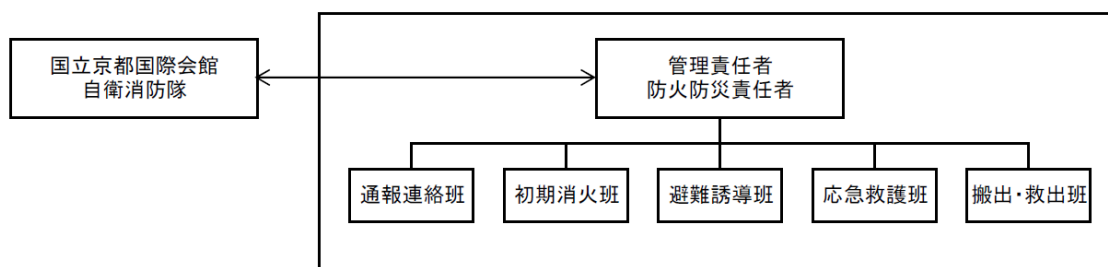 国立京都国際会館
自衛消防隊
管理責任者
防火防災責任者
通報連絡班
初期消火班
避難誘導班
応急救護班
搬出・救出班